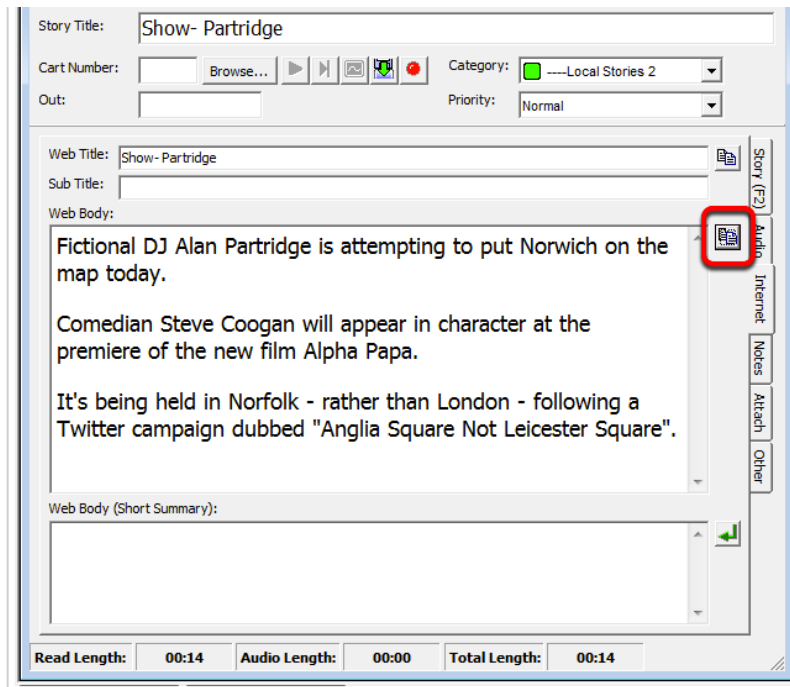 Story Title: Show- Partridge
Cart Number: Browse... Category: ----Local Stories 2
Out: Priority: Normal
Web Title: Show- Partridge
Sub Title:
Web Body:
Fictional DJ Alan Partridge is attempting to put Norwich on the
map today.
Comedian Steve Coogan will appear in character at the
premiere of the new film Alpha Papa.
It's being held in Norfolk - rather than London - following a
Twitter campaign dubbed "Anglia Square Not Leicester Square".
Web Body (Short Summary):
Story (F2)
Audio
Internet
Notes
Attach
Other
Read Length: 00:14 Audio Length: 00:00 Total Length: 00:14